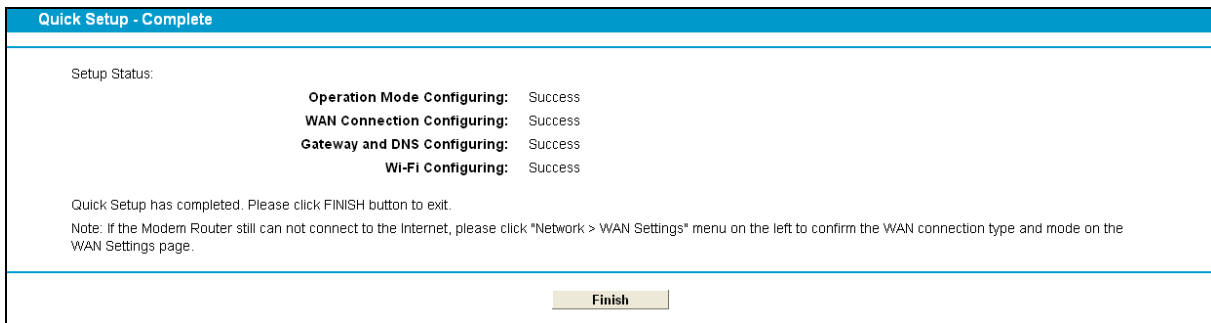 Quick Setup - Complete
Setup Status:
Operation Mode Configuring: Success
WAN Connection Configuring: Success
Gateway and DNS Configuring: Success
Wi-Fi Configuring: Success
Quick Setup has completed. Please click FINISH button to exit.
Note: If the Modem Router still can not connect to the Internet, please click "Network > WAN Settings" menu on the left to confirm the WAN connection type and mode on the
WAN Settings page.
Finish